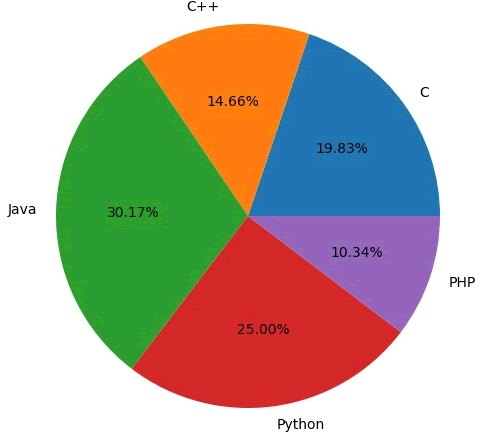 C++
C
14.66%
19.83%
Java
30.17%
10.34%
PHP
25.00%
Python